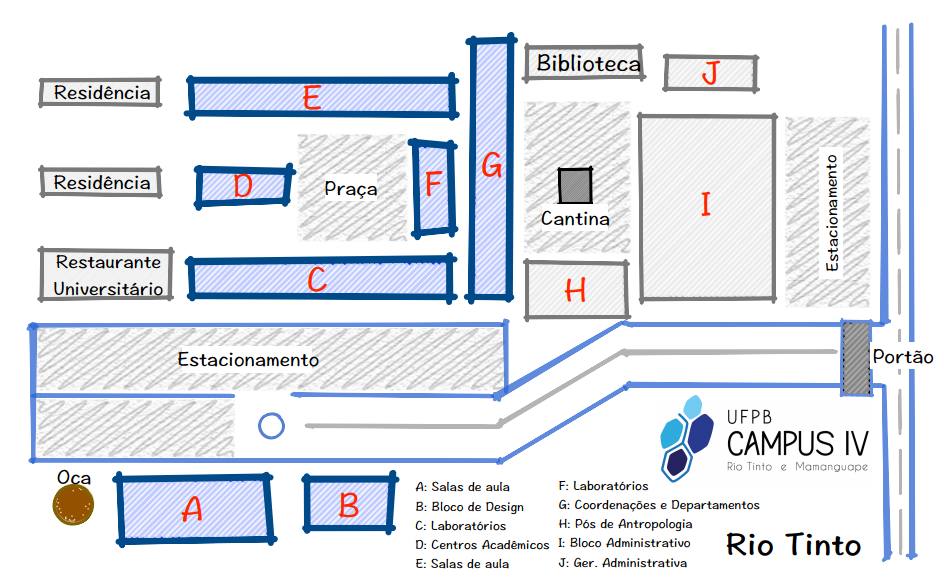 Biblioteca
J
Residência
E
Residência
D
Praça
F
G
Cantina
I
Estacionamento
Restaurante
Universitário
C
H
Estacionamento
Portão
UFPB
CAMPUS IV
Rio Tinto e Mamanguape
Oca
A
B
A: Salas de aula
B: Bloco de Design
C: Laboratórios
D: Centros Acadêmicos
E: Salas de aula
F: Laboratórios
G: Coordenações e Departamentos
H: Pós de Antropologia
I: Bloco Administrativo
J: Ger. Administrativa
Rio Tinto